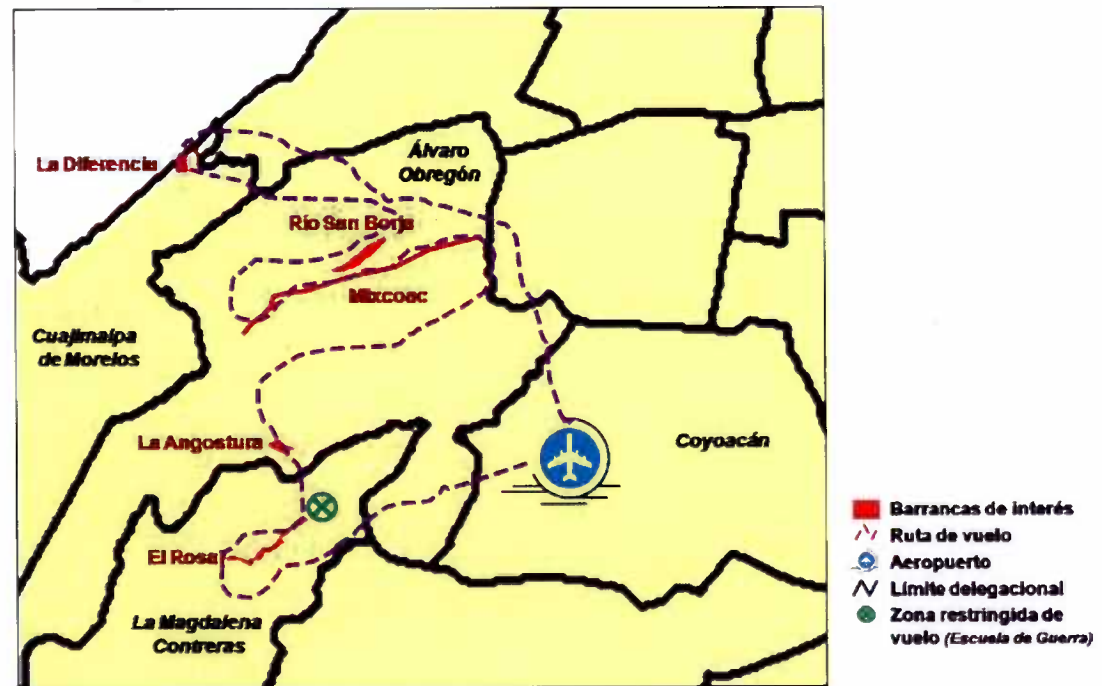 La Diferencia
Álvaro
Obregón
Río San Borja
Mixcoac
Cuajimalpa
de Morelos
La Angostura
Coyoacán
El Rosal
La Magdalena
Contreras
Barrancas de interés
Ruta de vuelo
Aeropuerto
Límite delegacional
Zona restringida de
vuelo (Escuela de Guerra)